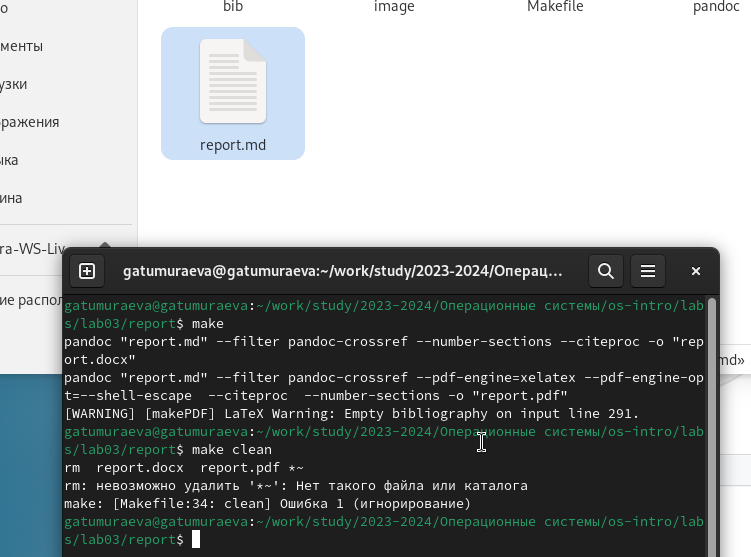 bib image Makefile pandoc
о
менты
узки
бражения
report.md
ыка
ина
ra-WS-Liv
gatumuraeva@gatumuraeva:~/work/study/2023-2024/Операц...
ие распол
gatumuraeva@gatumuraeva:~/work/study/2023-2024/Операционные системы/os-intro/lab
s/lab03/report$ make
pandoc "report.md" --filter pandoc-crossref --number-sections --citeproc -o "rep
ort.docx"
md»
pandoc "report.md" --filter pandoc-crossref --pdf-engine=xelatex --pdf-engine-op
t=--shell-escape  --citeproc  --number-sections -o "report.pdf"
[WARNING] [makePDF] LaTeX Warning: Empty bibliography on input line 291.
gatumuraeva@gatumuraeva:~/work/study/2023-2024/Операционные системы/os-intro/lab
s/lab03/report$ make clean
rm  report.docx  report.pdf *~
rm: невозможно удалить '*~': Нет такого файла или каталога
make: [Makefile:34: clean] Ошибка 1 (игнорирование)
gatumuraeva@gatumuraeva:~/work/study/2023-2024/Операционные системы/os-intro/lab
s/lab03/report$